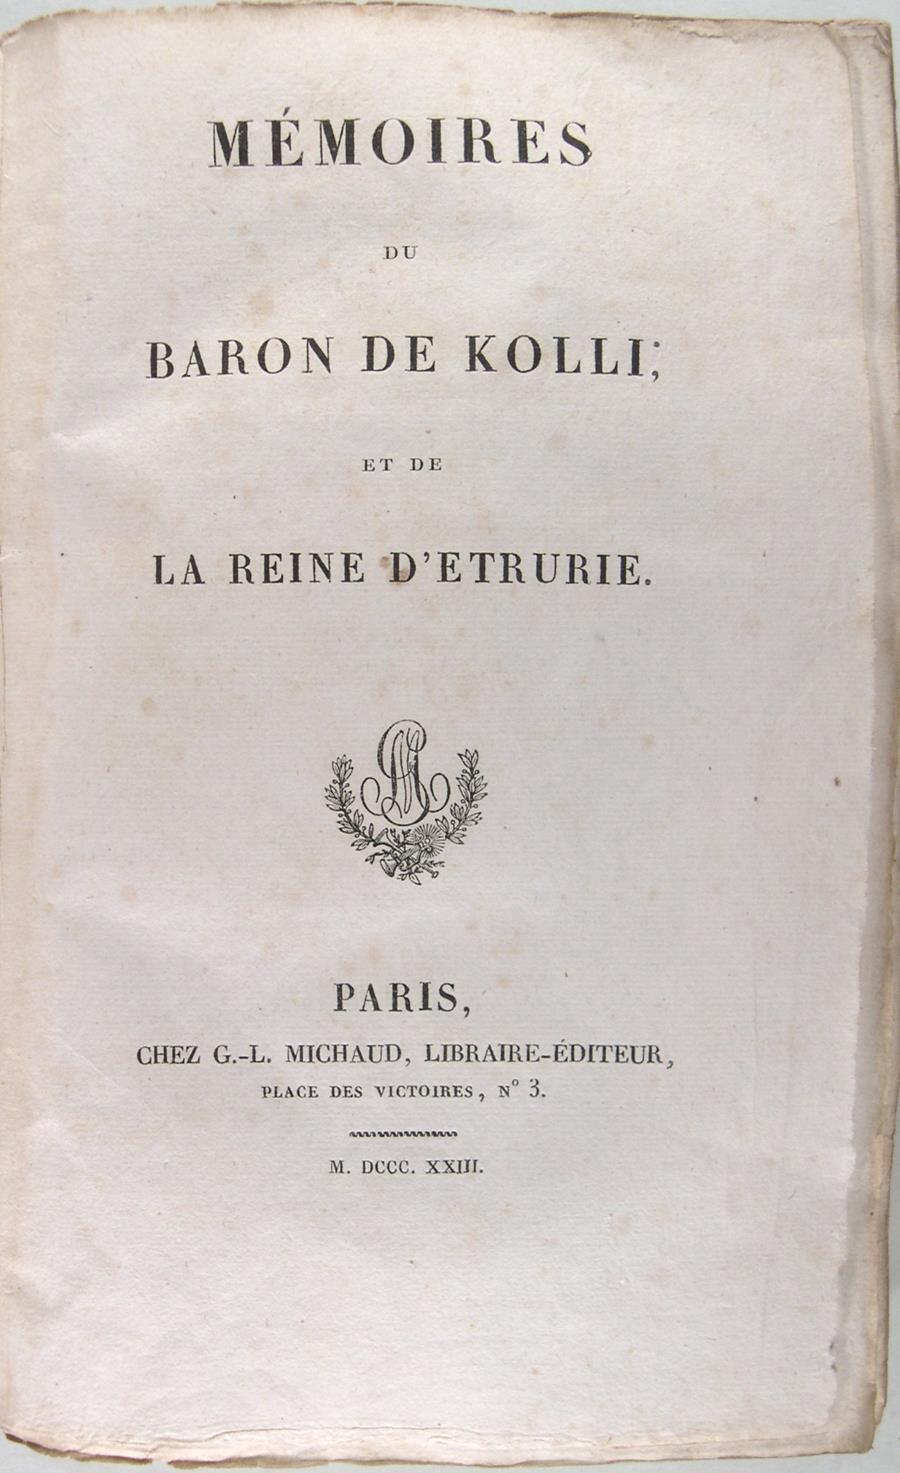 MÉMOIRES
DU
BARON DE KOLLI;
ET DE
LA REINE D'ETRURIE.
PARIS,
CHEZ G.-L. MICHAUD, LIBRAIRE-ÉDITEUR,
PLACE DES VICTOIRES, Nº 3.
M. DCCC. XXIII.